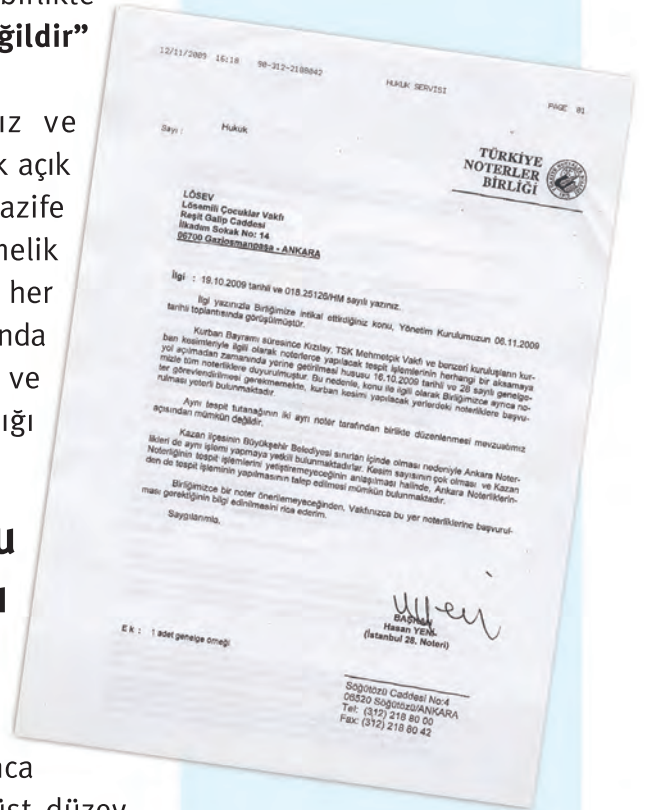 birlikte
ğildir”
ız ve
k açık
azife
nelik
her
nda
ve
ığı
u
ı
nca
üst düzey
12/11/2009 16:18 90-312-2188042 HUKUK SERVISI PAGE 01
Sayı : Hukuk
TÜRKİYE
NOTERLER
BİRLİĞİ
LÖSEV
Lösemili Çocuklar Vakfı
Reşit Galip Caddesi
İlkadım Sokak No: 14
06700 Gaziosmanpaşa - ANKARA
İlgi : 19.10.2009 tarihli ve 018.25126/HM sayılı yazınız.
İlgi yazınızla Birliğimize intikal ettirdiğiniz konu, Yönetim Kurulumuzun 06.11.2009
tarihli toplantısında görüşülmüştür.
Kurban Bayramı süresince Kızılay, TSK Mehmetçik Vakfı ve benzeri kuruluşların kur-
ban kesimleriyle ilgili olarak noterlerce yapılacak tespit işlemlerinin herhangi bir aksamaya
yol açılmadan zamanında yerine getirilmesi hususu 16.10.2009 tarihli ve 28 sayılı genelge-
mizle tüm noterliklere duyurulmuştur. Bu nedenle, konu ile ilgili olarak Birliğimizce ayrıca no-
ter görevlendirilmesi gerekmemekte, kurban kesimi yapılacak yerlerdeki noterliklere başvu-
rulması yeterli bulunmaktadır.
Aynı tespit tutanağının iki ayrı noter tarafından birlikte düzenlenmesi mevzuatımız
açısından mümkün değildir.
Kazan ilçesinin Büyükşehir Belediyesi sınırları içinde olması nedeniyle Ankara Noter-
likleri de aynı işlemi yapmaya yetkili bulunmaktadırlar. Kesim sayısının çok olması ve Kazan
Noterliğinin tespit işlemlerini yetiştiremeyeceğinin anlaşılması halinde, Ankara Noterliklerin-
den de tespit işleminin yapılmasının talep edilmesi mümkün bulunmaktadır.
Birliğimizce bir noter önerilemeyeceğinden, Vakfınızca bu yer noterliklerine başvurul-
ması gerektiğinin bilgi edinilmesini rica ederim.
Saygılarımla,
BAŞKAN
Hasan YENİ
(İstanbul 28. Noteri)
Ek : 1 adet genelge örneği
Söğütözü Caddesi No:4
06520 Söğütözü/ANKARA
Tel: (312) 218 80 00
Fax: (312) 218 80 42